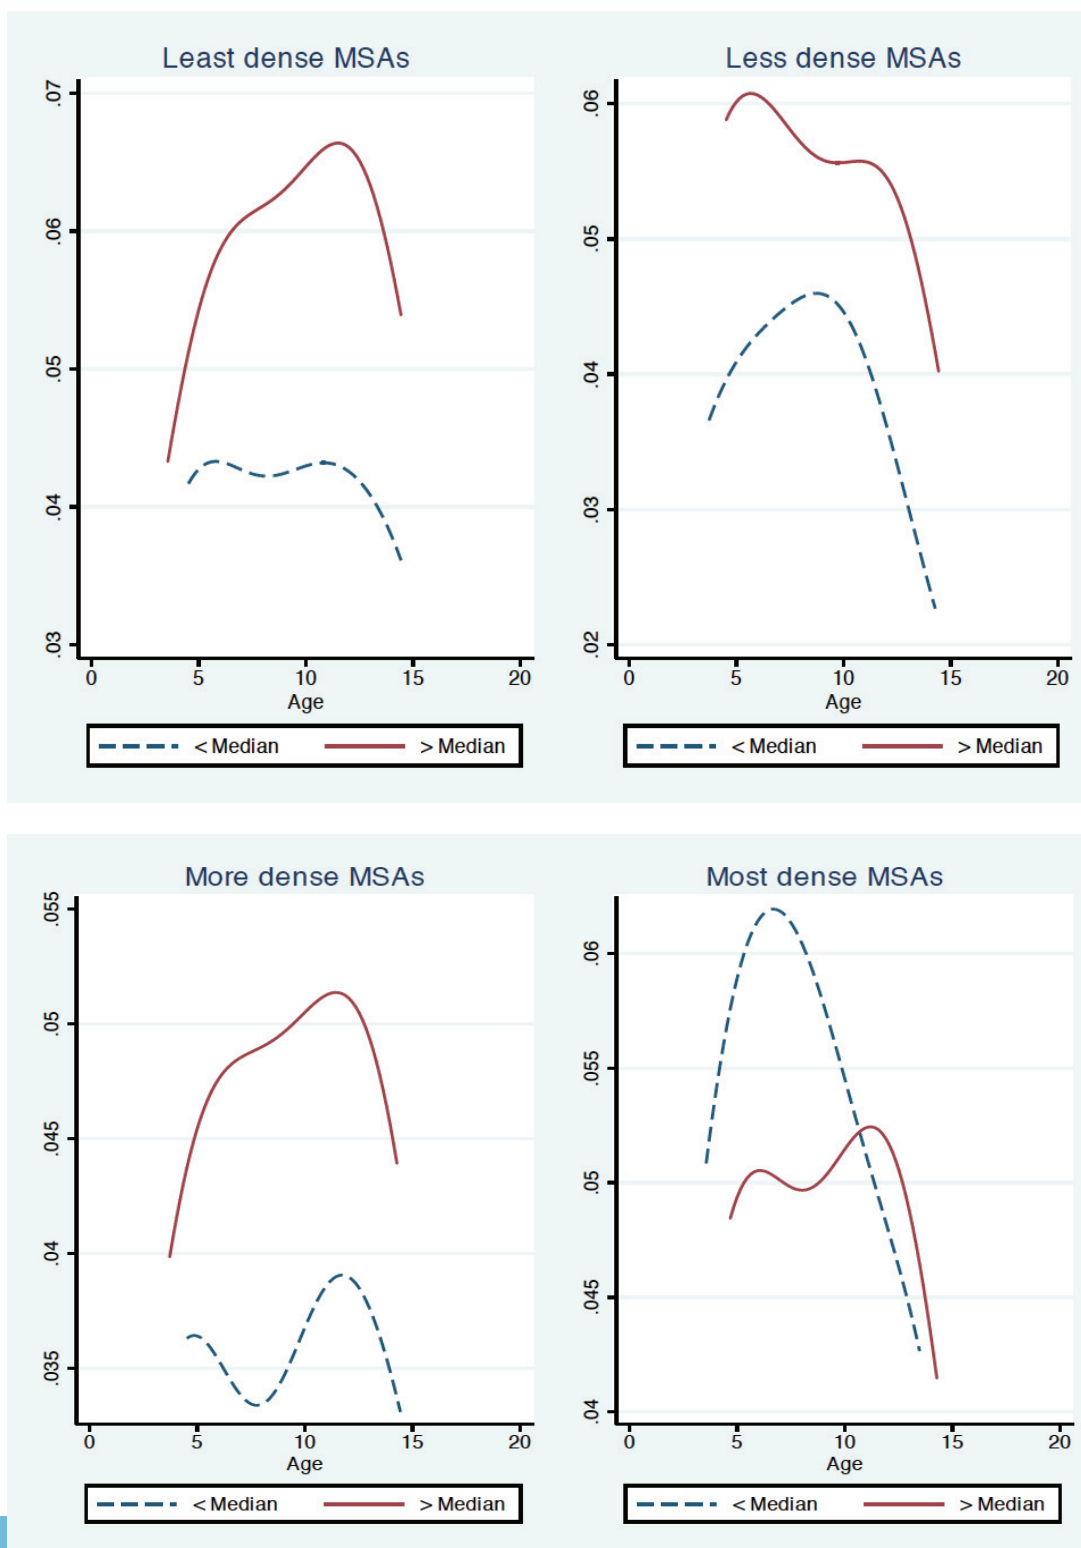 Least dense MSAs
.07
.06
.05
.04
.03
0 5 10 15 20
Age
< Median > Median
Less dense MSAs
.06
.05
.04
.03
.02
0 5 10 15 20
Age
< Median > Median
More dense MSAs
.055
.05
.045
.04
.035
0 5 10 15 20
Age
< Median > Median
Most dense MSAs
.06
.055
.05
.045
.04
0 5 10 15 20
Age
< Median > Median